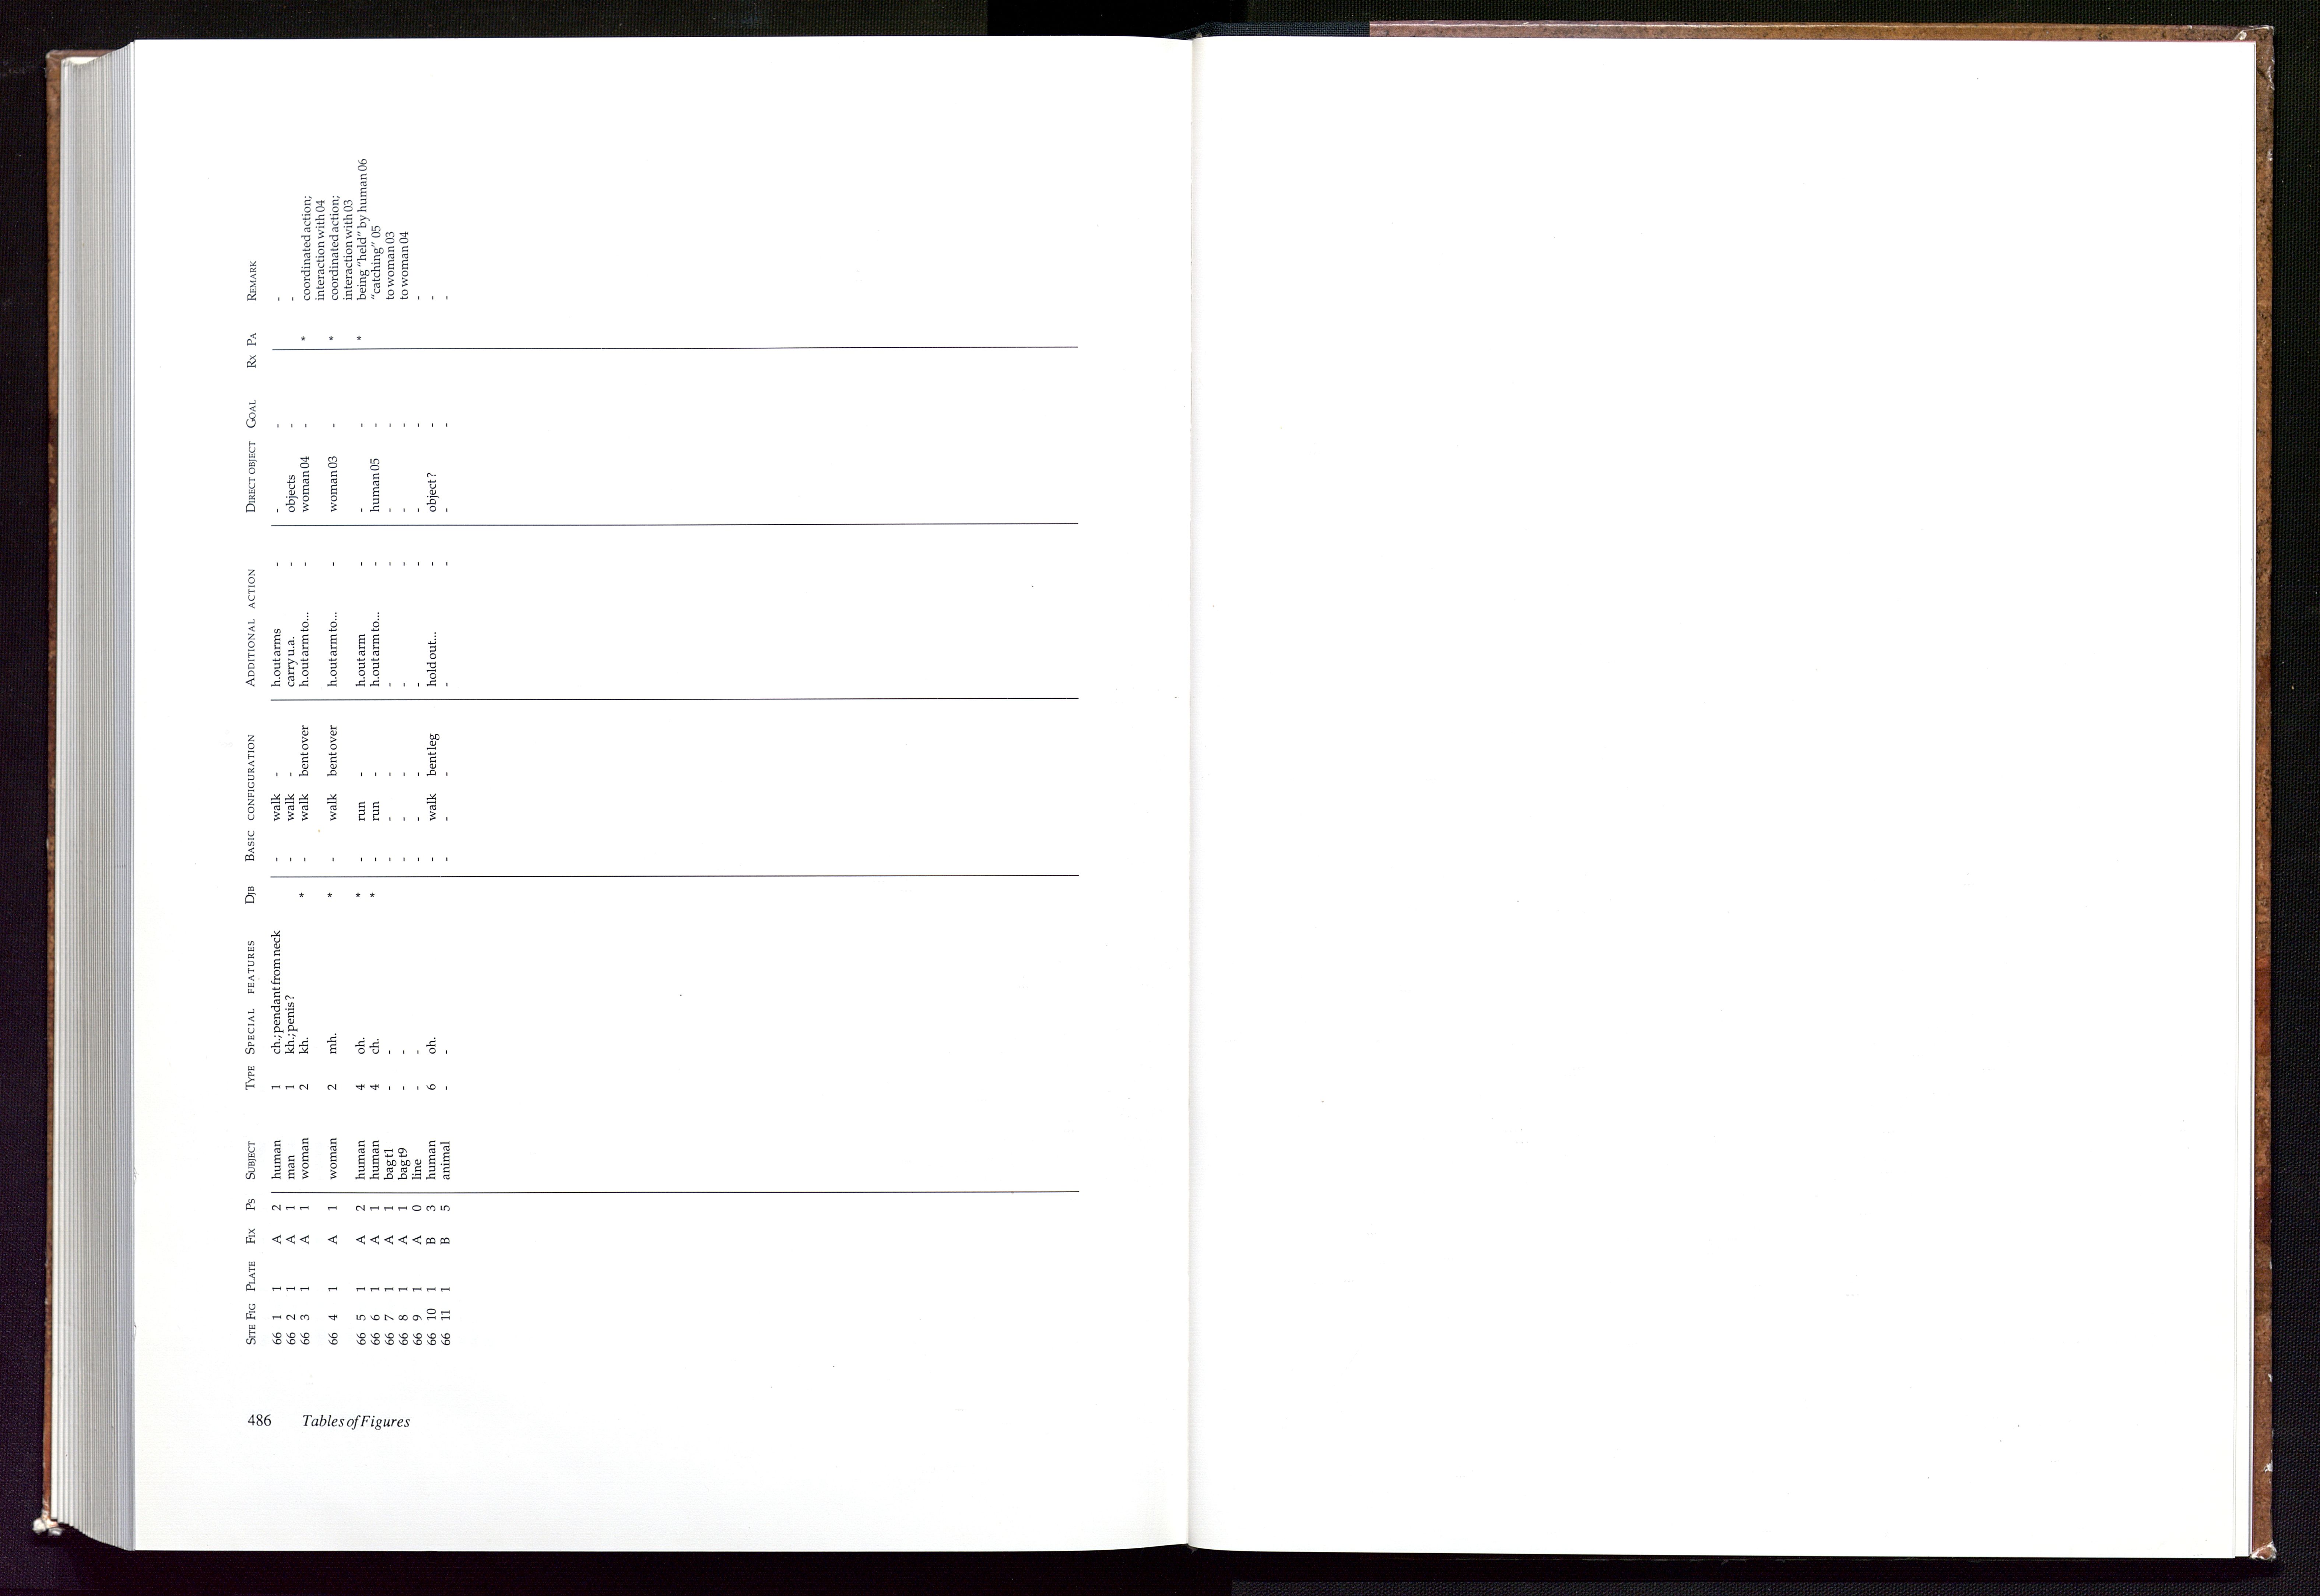 486 Tables of Figures
SITE FIG PLATE FIX PS SUBJECT TYPE SPECIAL FEATURES DJB BASIC CONFIGURATION ADDITIONAL ACTION DIRECT OBJECT GOAL RX PA REMARK
66 1 1 A 2 human 1 ch.; pendant from neck - walk - h.out arms - - - -
66 2 1 A 1 man 1 kh.; penis? - walk - carry u.a. - objects - -
66 3 1 A 1 woman 2 kh. * - walk bent over h.out arm to... - woman 04 - * coordinated action;
interaction with 04
66 4 1 A 1 woman 2 mh. * - walk bent over h.out arm to... - woman 03 - * coordinated action;
interaction with 03
66 5 1 A 2 human 4 oh. * - run - h.out arm - - - * being "held" by human 06
66 6 1 A 1 human 4 ch. * - run - h.out arm to... - human 05 - "catching" 05
66 7 1 A 1 bag t1 - - - - - - - - - to woman 03
66 8 1 A 1 bag t9 - - - - - - - - - to woman 04
66 9 1 A 0 line - - - - - - - - - -
66 10 1 B 3 human 6 oh. - walk bent leg hold out... - object? - -
66 11 1 B 5 animal - - - - - - - - - -